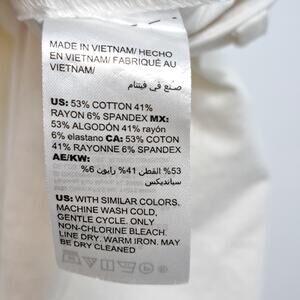 MADE IN VIETNAM/ HECHO
EN VIETNAM/ FABRIQUÉ AU
VIETNAM/
صنع في فيتنام
US: 53% COTTON 41%
RAYON 6% SPANDEX MX:
53% ALGODÓN 41% rayón
6% elastano CA: 53% COTON
41% RAYONNE 6% SPANDEX
AE/KW:
53% القطن 41% رايون 6%
سبانديكس
US: WITH SIMILAR COLORS.
MACHINE WASH COLD,
GENTLE CYCLE. ONLY
NON-CHLORINE BLEACH.
LINE DRY. WARM IRON. MAY
BE DRY CLEANED